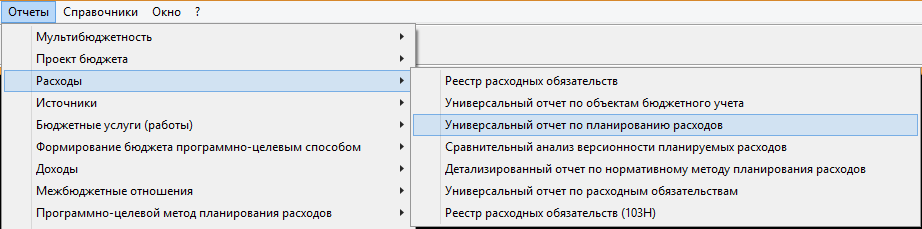 Отчеты Справочники Окно ?
Мультибюджетность
Проект бюджета
Расходы
Источники
Бюджетные услуги (работы)
Формирование бюджета программно-целевым способом
Доходы
Межбюджетные отношения
Программно-целевой метод планирования расходов
Реестр расходных обязательств
Универсальный отчет по объектам бюджетного учета
Универсальный отчет по планированию расходов
Сравнительный анализ версионности планируемых расходов
Детализированный отчет по нормативному методу планирования расходов
Универсальный отчет по расходным обязательствам
Реестр расходных обязательств (103Н)